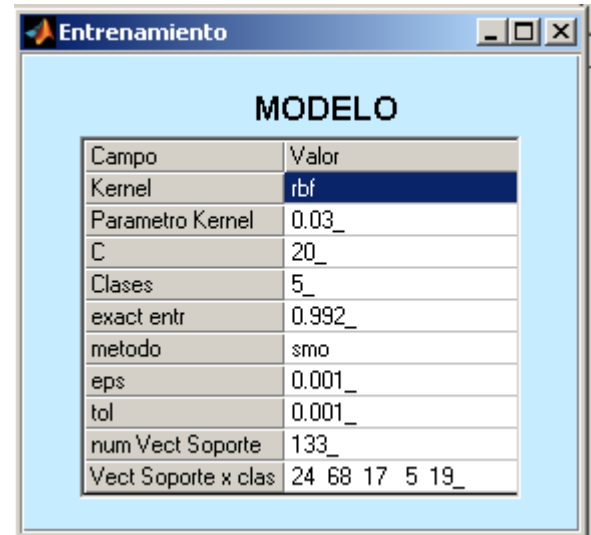 Entrenamiento
MODELO
Campo Valor
Kernel rbf
Parametro Kernel 0.03_
C 20_
Clases 5_
exact entr 0.992_
metodo smo
eps 0.001_
tol 0.001_
num Vect Soporte 133_
Vect Soporte x clas 24 68 17 5 19_